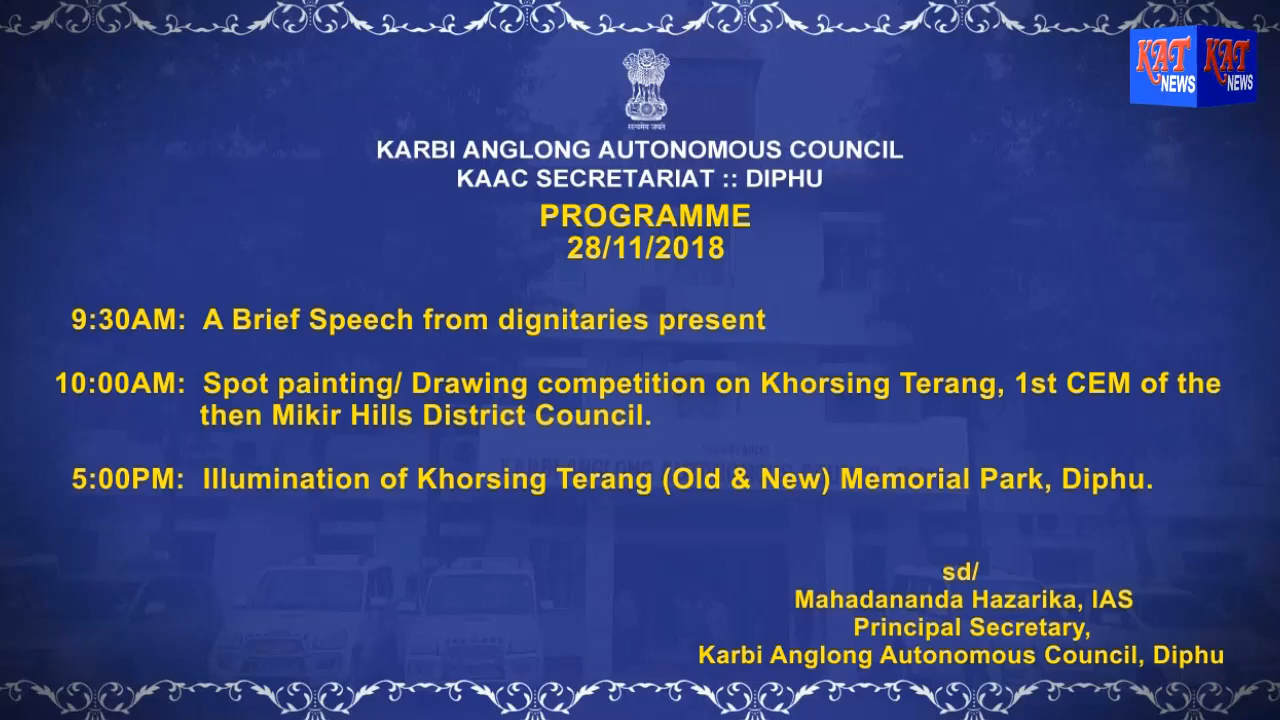 KAT
NEWS
KAT
NEWS
सत्यमेव जयते
KARBI ANGLONG AUTONOMOUS COUNCIL
KAAC SECRETARIAT :: DIPHU
PROGRAMME
28/11/2018
9:30AM: A Brief Speech from dignitaries present
10:00AM: Spot painting/ Drawing competition on Khorsing Terang, 1st CEM of the
then Mikir Hills District Council.
5:00PM: Illumination of Khorsing Terang (Old & New) Memorial Park, Diphu.
sd/
Mahadananda Hazarika, IAS
Principal Secretary,
Karbi Anglong Autonomous Council, Diphu